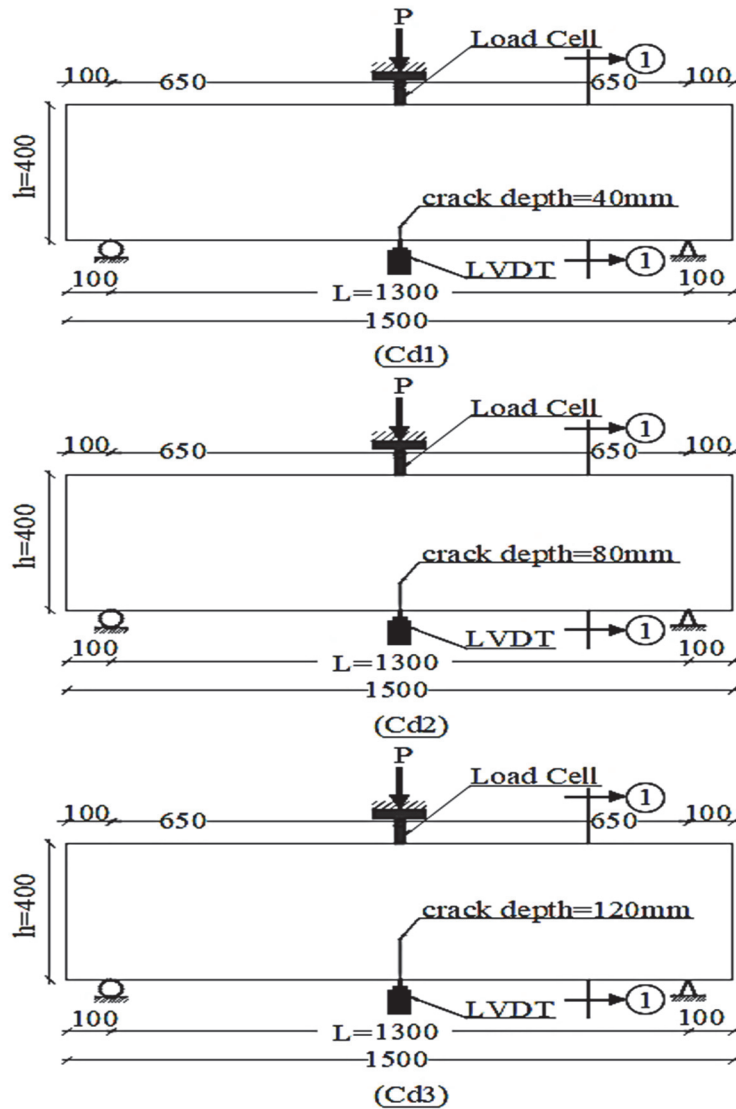 P
Load Cell
1
100 650 650 100
h=400
crack depth=40mm
LVDT
1
100 L=1300 100
1500
(Cd1)
P
Load Cell
1
100 650 650 100
h=400
crack depth=80mm
LVDT
1
100 L=1300 100
1500
(Cd2)
P
Load Cell
1
100 650 650 100
h=400
crack depth=120mm
LVDT
1
100 L=1300 100
1500
(Cd3)